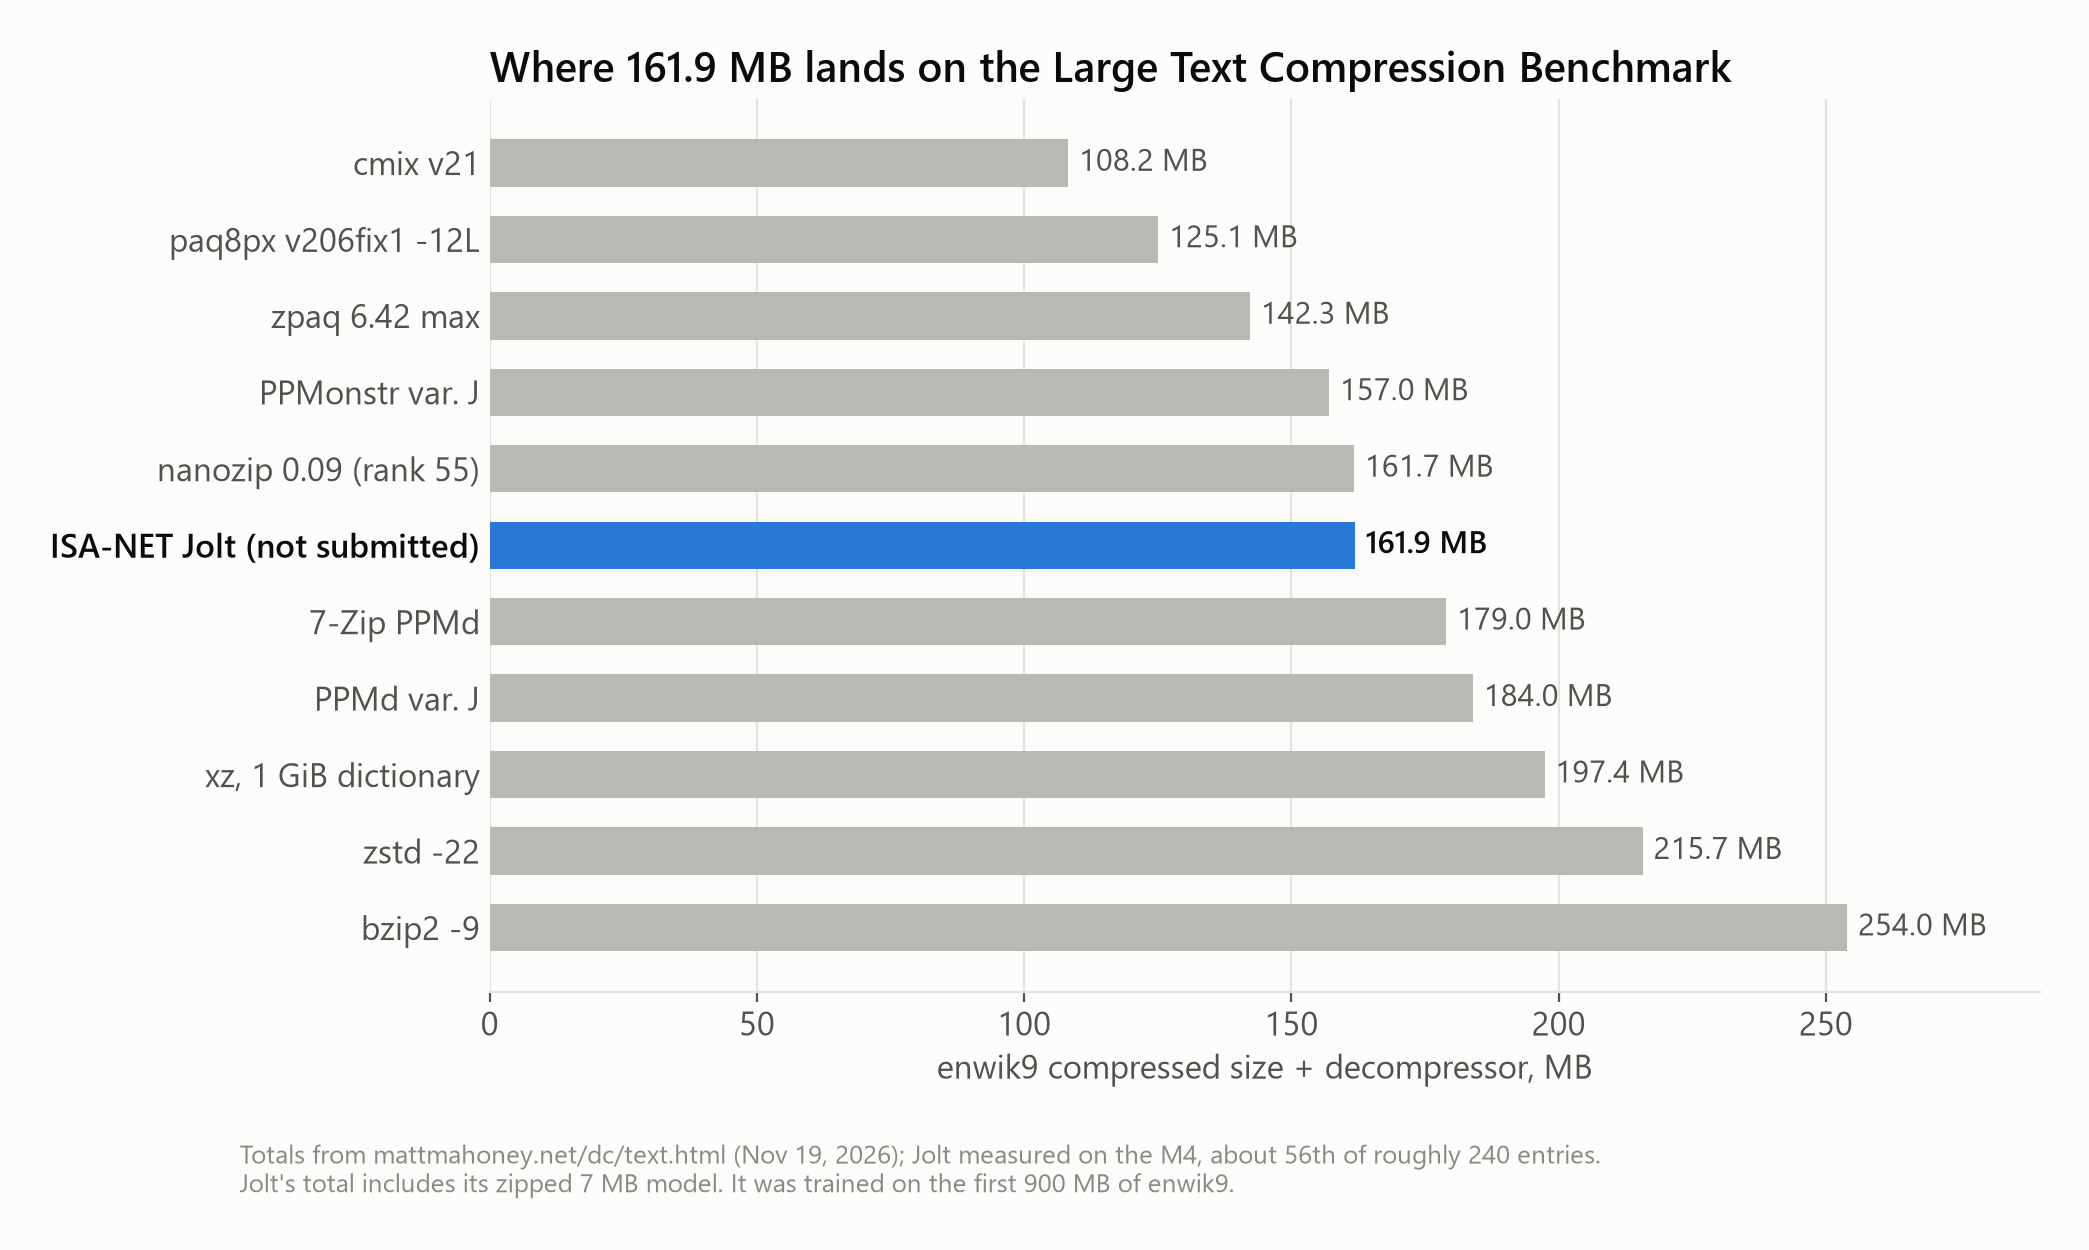 Where 161.9 MB lands on the Large Text Compression Benchmark
cmix v21 108.2 MB
paq8px v206fix1 -12L 125.1 MB
zpaq 6.42 max 142.3 MB
PPMonstr var. J 157.0 MB
nanozip 0.09 (rank 55) 161.7 MB
ISA-NET Jolt (not submitted) 161.9 MB
7-Zip PPMd 179.0 MB
PPMd var. J 184.0 MB
xz, 1 GiB dictionary 197.4 MB
zstd -22 215.7 MB
bzip2 -9 254.0 MB
0 50 100 150 200 250
enwik9 compressed size + decompressor, MB
Totals from mattmahoney.net/dc/text.html (Nov 19, 2026); Jolt measured on the M4, about 56th of roughly 240 entries.
Jolt's total includes its zipped 7 MB model. It was trained on the first 900 MB of enwik9.